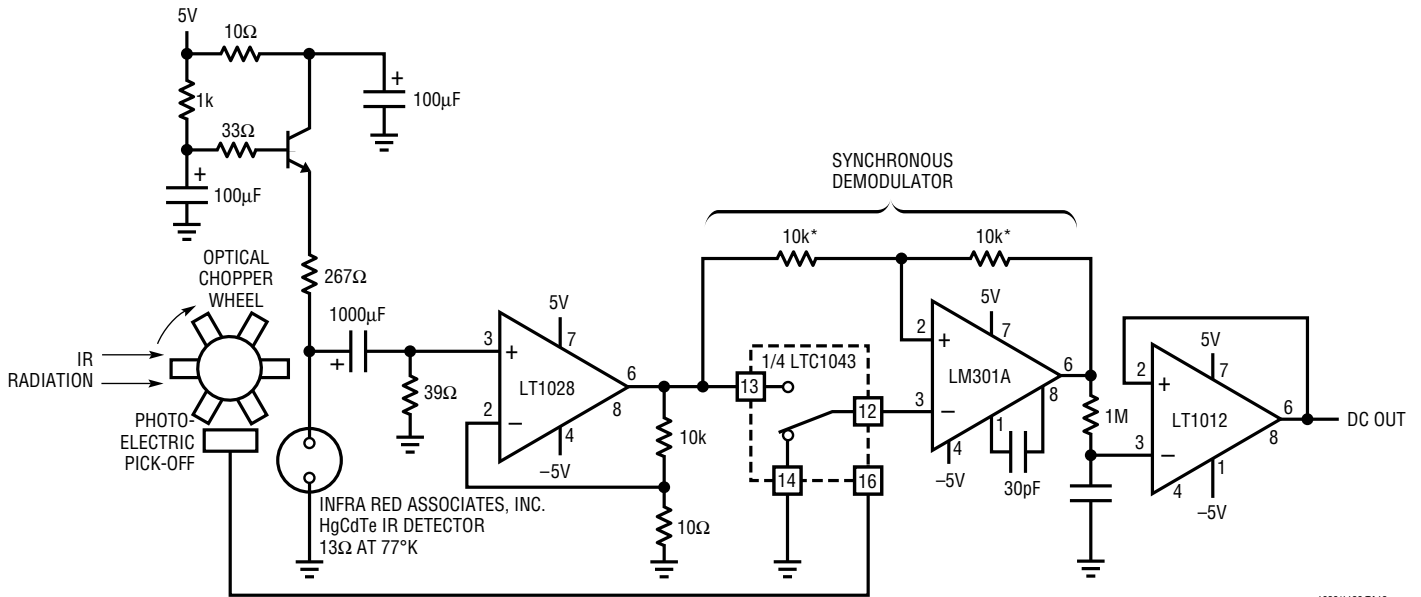 5V
10Ω
1k
33Ω
+
100µF
+
100µF
267Ω
OPTICAL
CHOPPER
WHEEL
IR
RADIATION
PHOTO-
ELECTRIC
PICK-OFF
1000µF
+
39Ω
INFRA RED ASSOCIATES, INC.
HgCdTe IR DETECTOR
13Ω AT 77°K
5V
7
3
+
LT1028
6
8
2
–
4
–5V
10k
10Ω
SYNCHRONOUS
DEMODULATOR
10k*
10k*
1/4 LTC1043
13
12
14
16
5V
7
2
+
LM301A
6
8
3
–
1
4
–5V
30pF
1M
5V
7
2
+
LT1012
6
8
3
–
1
4
–5V
DC OUT